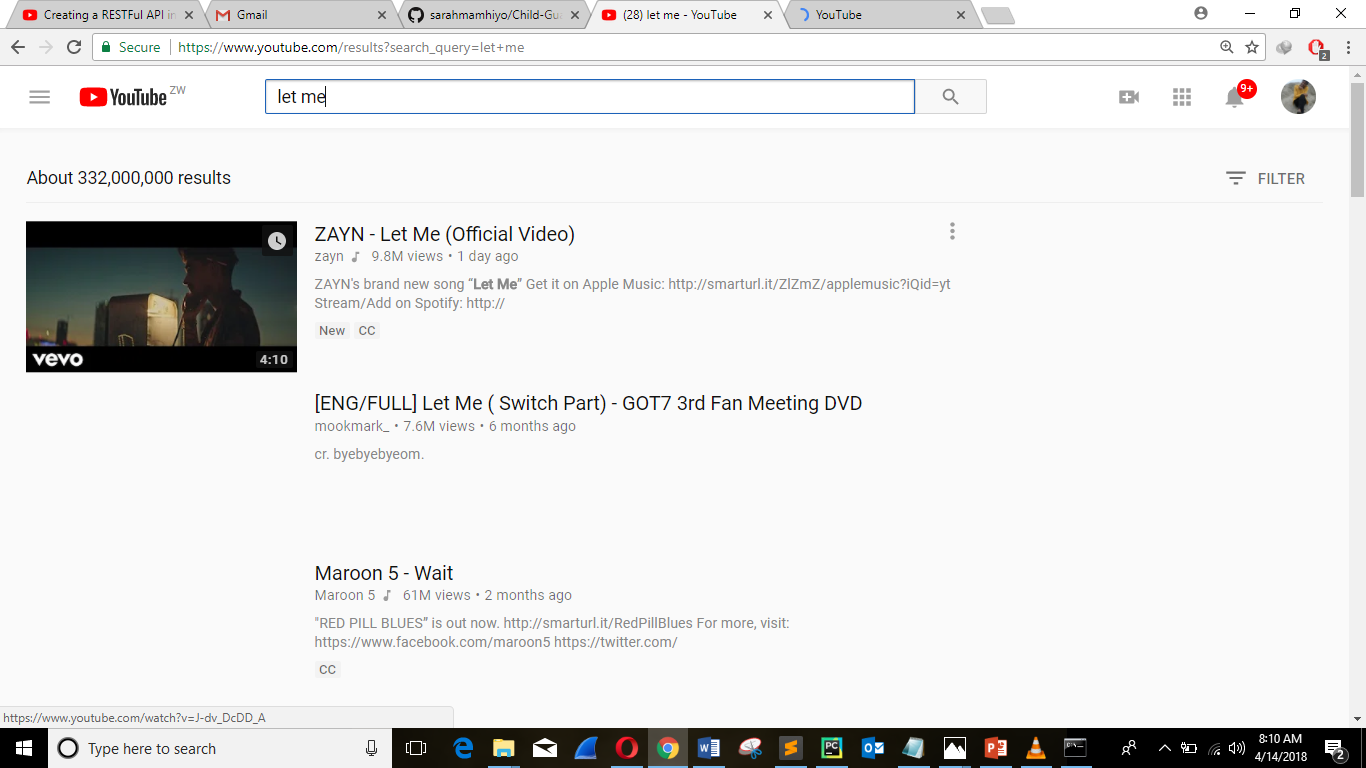 Creating a RESTFul API in
Gmail
sarahmamhiyo/Child-Gua
(28) let me - YouTube
YouTube
Secure
https://www.youtube.com/results?search_query=let+me
2
YouTube ZW
let me
9+
About 332,000,000 results
FILTER
ZAYN - Let Me (Official Video)
zayn 9.8M views • 1 day ago
ZAYN's brand new song “Let Me” Get it on Apple Music: http://smarturl.it/ZlZmZ/applemusic?iQid=yt
Stream/Add on Spotify: http://
New CC
vevo
4:10
[ENG/FULL] Let Me ( Switch Part) - GOT7 3rd Fan Meeting DVD
mookmark_ • 7.6M views • 6 months ago
cr. byebyebyeom.
Maroon 5 - Wait
Maroon 5 61M views • 2 months ago
"RED PILL BLUES” is out now. http://smarturl.it/RedPillBlues For more, visit:
https://www.facebook.com/maroon5 https://twitter.com/
CC
https://www.youtube.com/watch?v=J-dv_DcDD_A
Type here to search
8:10 AM
4/14/2018
2